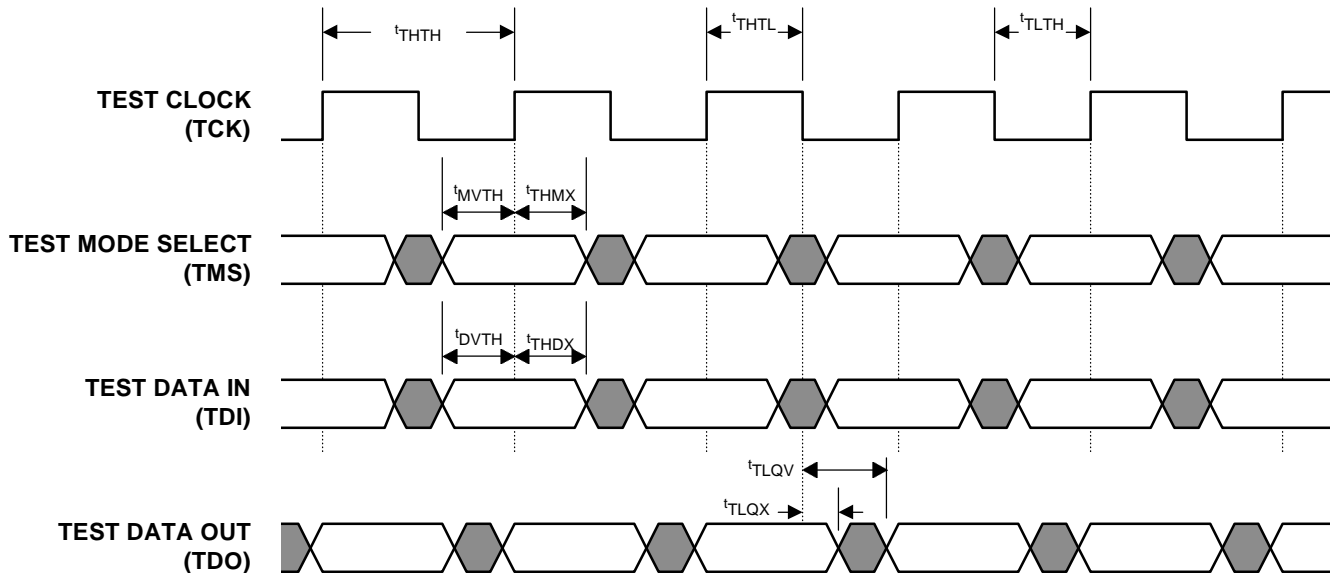 tTHTH
tTHTL
tTLTH
TEST CLOCK
(TCK)
tMVTH
tTHMX
TEST MODE SELECT
(TMS)
tDVTH
tTHDX
TEST DATA IN
(TDI)
tTLQV
tTLQX
TEST DATA OUT
(TDO)